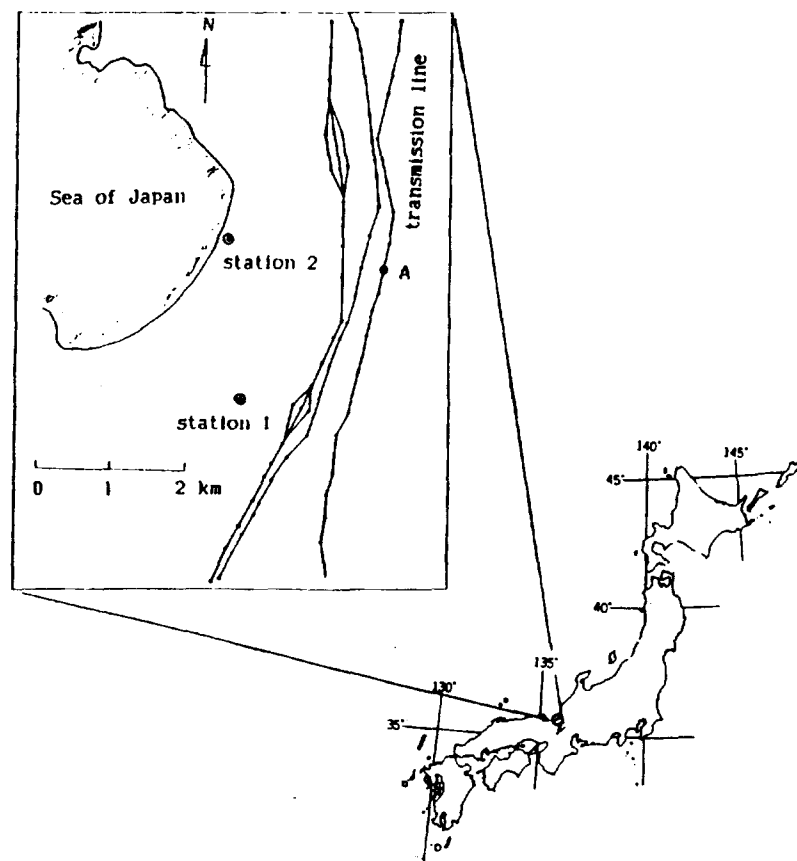 N
transmission line
Sea of Japan
station 2
A
station 1
0 1 2 km
140°
145°
45°
40°
135°
130°
35°